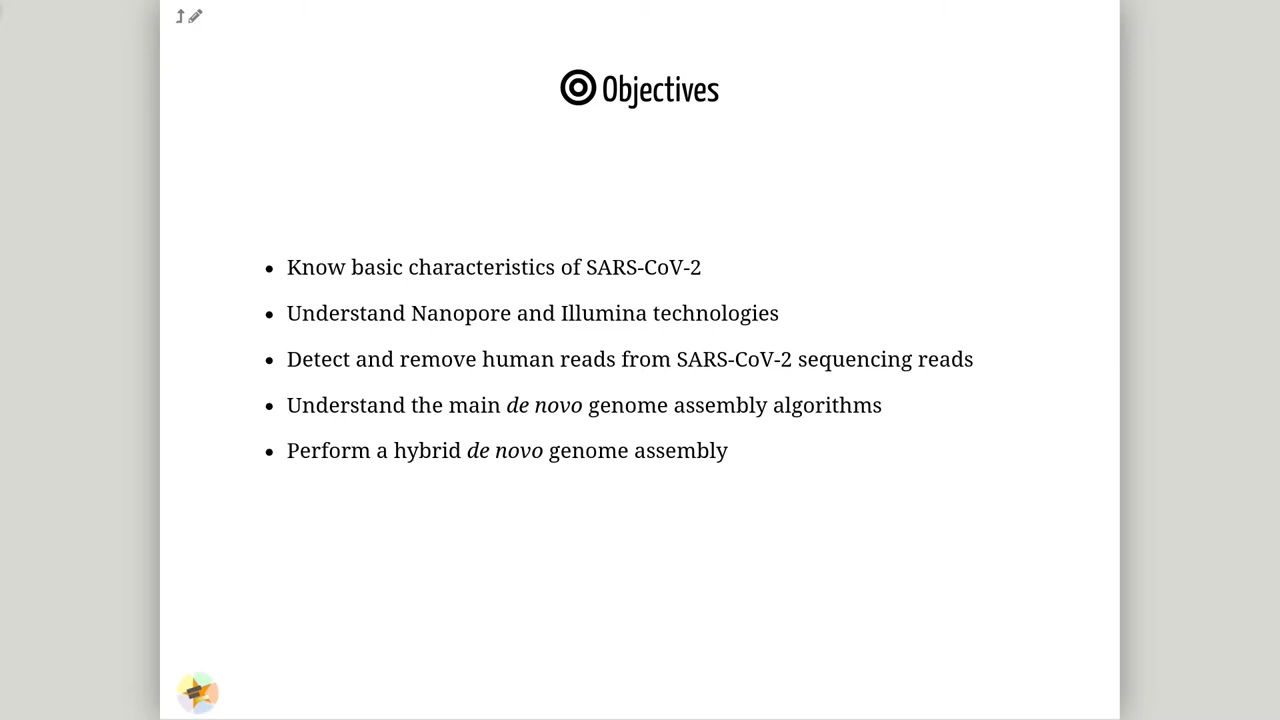 Objectives
Know basic characteristics of SARS-CoV-2
Understand Nanopore and Illumina technologies
Detect and remove human reads from SARS-CoV-2 sequencing reads
Understand the main de novo genome assembly algorithms
Perform a hybrid de novo genome assembly